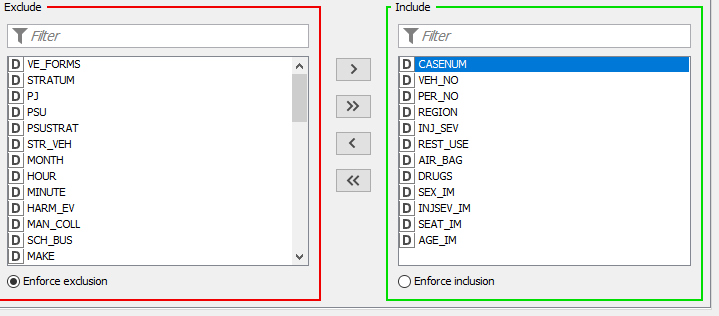 Exclude
Filter
D VE_FORMS
D STRATUM
D PJ
D PSU
D PSUSTRAT
D STR_VEH
D MONTH
D HOUR
D MINUTE
D HARM_EV
D MAN_COLL
D SCH_BUS
D MAKE
Enforce exclusion
>
>>
<
<<
Include
Filter
D CASENUM
D VEH_NO
D PER_NO
D REGION
D INJ_SEV
D REST_USE
D AIR_BAG
D DRUGS
D SEX_IM
D INJSEV_IM
D SEAT_IM
D AGE_IM
Enforce inclusion